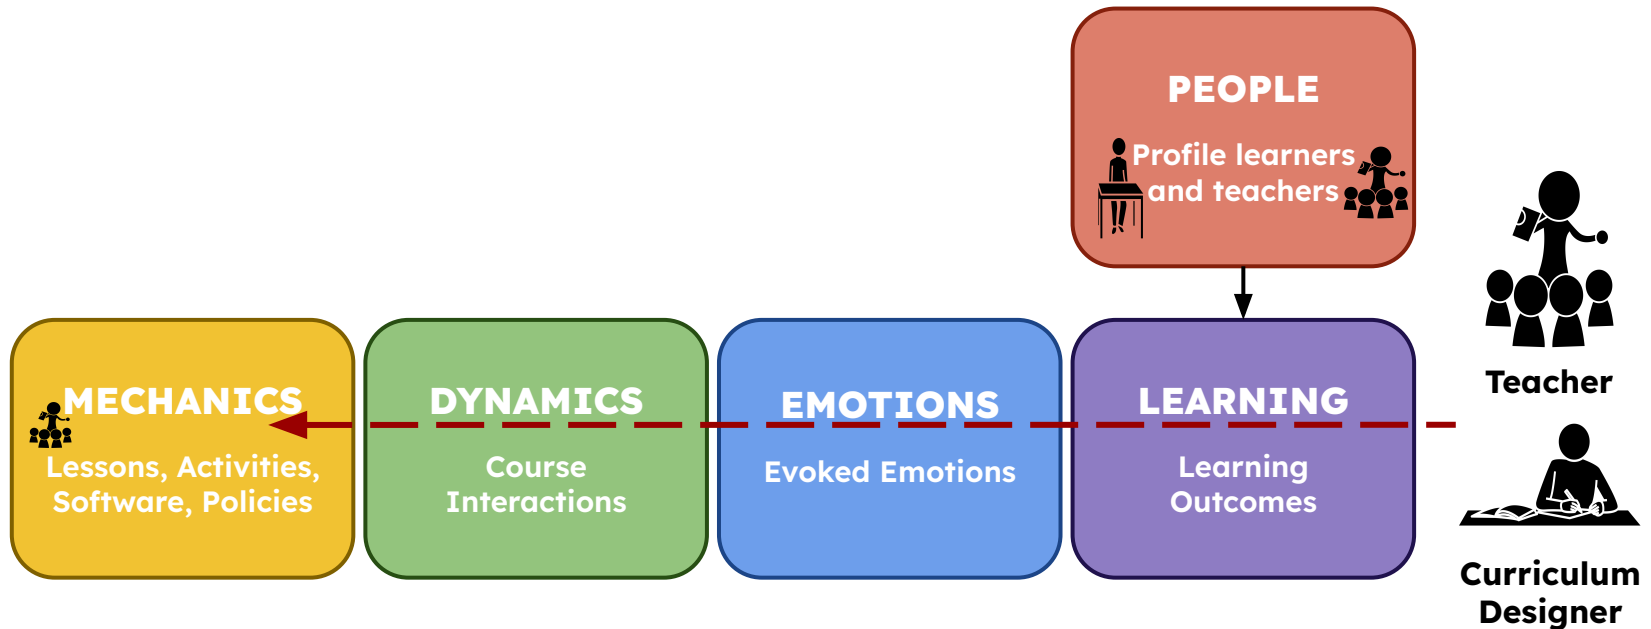 PEOPLE
Profile learners
and teachers
MECHANICS
Lessons, Activities,
Software, Policies
DYNAMICS
Course
Interactions
EMOTIONS
Evoked Emotions
LEARNING
Learning
Outcomes
Teacher
Curriculum
Designer